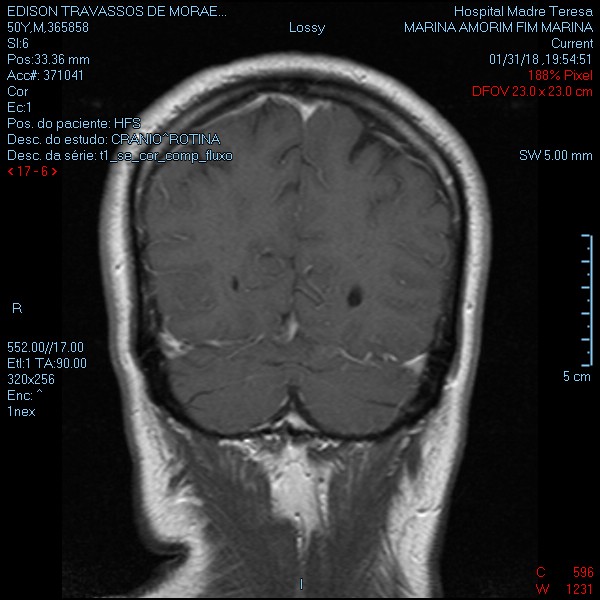 EDISON TRAVASSOS DE MORAE...
50Y,M,365858
Sl:6
Pos:33.36 mm
Acc#: 371041
Cor
Ec:1
Pos. do paciente: HFS
Desc. do estudo: CRANIO^ROTINA
Desc. da série: t1_se_cor_comp_fluxo
< 17 - 6 >
Lossy
Hospital Madre Teresa
MARINA AMORIM FIM MARINA
Current
01/31/18 ,19:54:51
188% Pixel
DFOV 23.0 x 23.0 cm
SW 5.00 mm
R
552.00//17.00
Etl:1 TA:90.00
320x256
Enc: ^
1nex
5 cm
I
C 596
W 1231